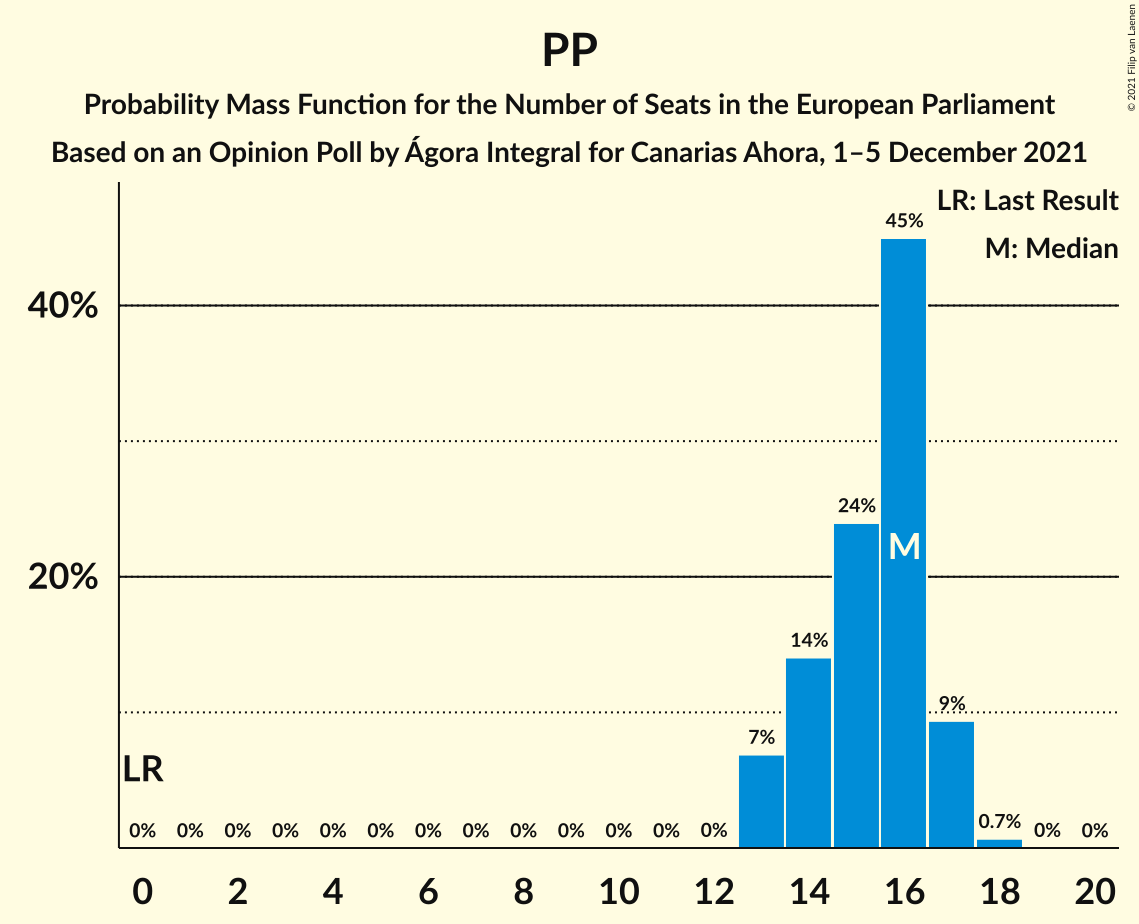 PP
Probability Mass Function for the Number of Seats in the European Parliament
Based on an Opinion Poll by Ágora Integral for Canarias Ahora, 1–5 December 2021
© 2021 Filip van Laenen
LR: Last Result
M: Median
40%
20%
45%
24%
M
14%
9%
7%
LR
0% 0% 0% 0% 0% 0% 0% 0% 0% 0% 0% 0% 0% 0.7% 0% 0%
0 2 4 6 8 10 12 14 16 18 20